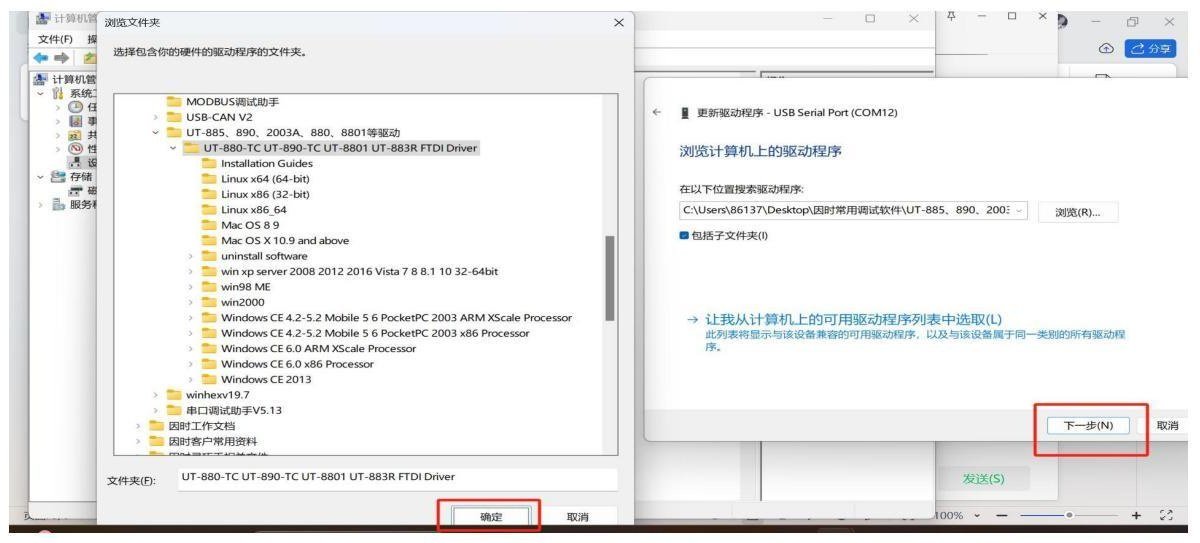 计算机管
文件(F) 操
计算机管
系统
任
事
共
性
设
存储
磁
服务和
浏览文件夹
选择包含你的硬件的驱动程序的文件夹。
MODBUS调试助手
USB-CAN V2
UT-885、890、2003A、880、8801等驱动
UT-880-TC UT-890-TC UT-8801 UT-883R FTDI Driver
Installation Guides
Linux x64 (64-bit)
Linux x86 (32-bit)
Linux x86_64
Mac OS 8 9
Mac OS X 10.9 and above
uninstall software
win xp server 2008 2012 2016 Vista 7 8 8.1 10 32-64bit
win98 ME
win2000
Windows CE 4.2-5.2 Mobile 5 6 PocketPC 2003 ARM XScale Processor
Windows CE 4.2-5.2 Mobile 5 6 PocketPC 2003 x86 Processor
Windows CE 6.0 ARM XScale Processor
Windows CE 6.0 x86 Processor
Windows CE 2013
winhexv19.7
串口调试助手V5.13
因时工作文档
因时客户常用资料
文件夹(F):
UT-880-TC UT-890-TC UT-8801 UT-883R FTDI Driver
确定
取消
分享
更新驱动程序 - USB Serial Port (COM12)
浏览计算机上的驱动程序
在以下位置搜索驱动程序:
C:\Users\86137\Desktop\因时常用调试软件\UT-885、890、200
浏览(R)...
包括子文件夹(I)
让我从计算机上的可用驱动程序列表中选取(L)
此列表将显示与该设备兼容的可用驱动程序，以及与该设备属于同一类别的所有驱动程
序。
下一步(N)
取消
发送(S)
100%